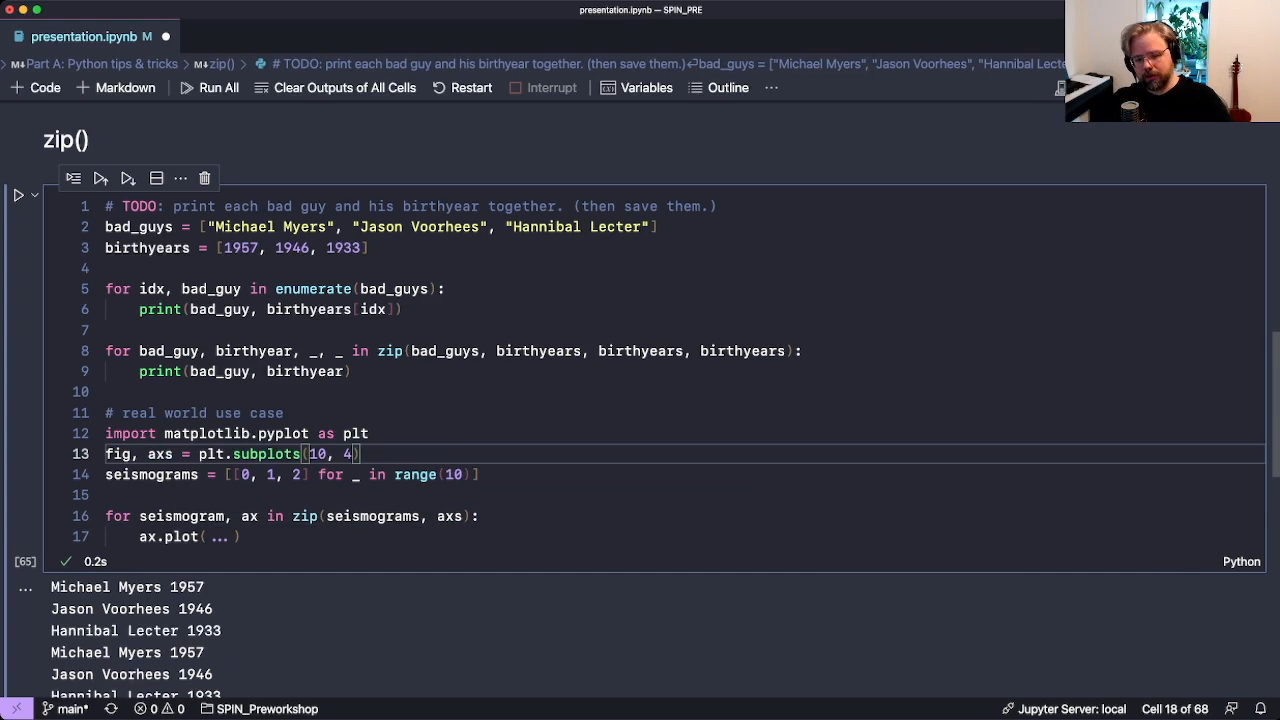 presentation.ipynb — SPIN_PRE
presentation.ipynb M
Part A: Python tips & tricks > zip() > # TODO: print each bad guy and his birthyear together. (then save them.)↩bad_guys = ["Michael Myers", "Jason Voorhees", "Hannibal Lecter
+ Code + Markdown Run All Clear Outputs of All Cells Restart Interrupt Variables Outline ...
zip()
1 # TODO: print each bad guy and his birthyear together. (then save them.)
2 bad_guys = ["Michael Myers", "Jason Voorhees", "Hannibal Lecter"]
3 birthyears = [1957, 1946, 1933]
4
5 for idx, bad_guy in enumerate(bad_guys):
6 print(bad_guy, birthyears[idx])
7
8 for bad_guy, birthyear, _, _ in zip(bad_guys, birthyears, birthyears, birthyears):
9 print(bad_guy, birthyear)
10
11 # real world use case
12 import matplotlib.pyplot as plt
13 fig, axs = plt.subplots(10, 4)
14 seismograms = [[0, 1, 2] for _ in range(10)]
15
16 for seismogram, ax in zip(seismograms, axs):
17 ax.plot(...)
[65] ✓ 0.2s Python
... Michael Myers 1957
Jason Voorhees 1946
Hannibal Lecter 1933
Michael Myers 1957
Jason Voorhees 1946
Hannibal Lecter 1933
main* 0 0 SPIN_Preworkshop Jupyter Server: local Cell 18 of 68